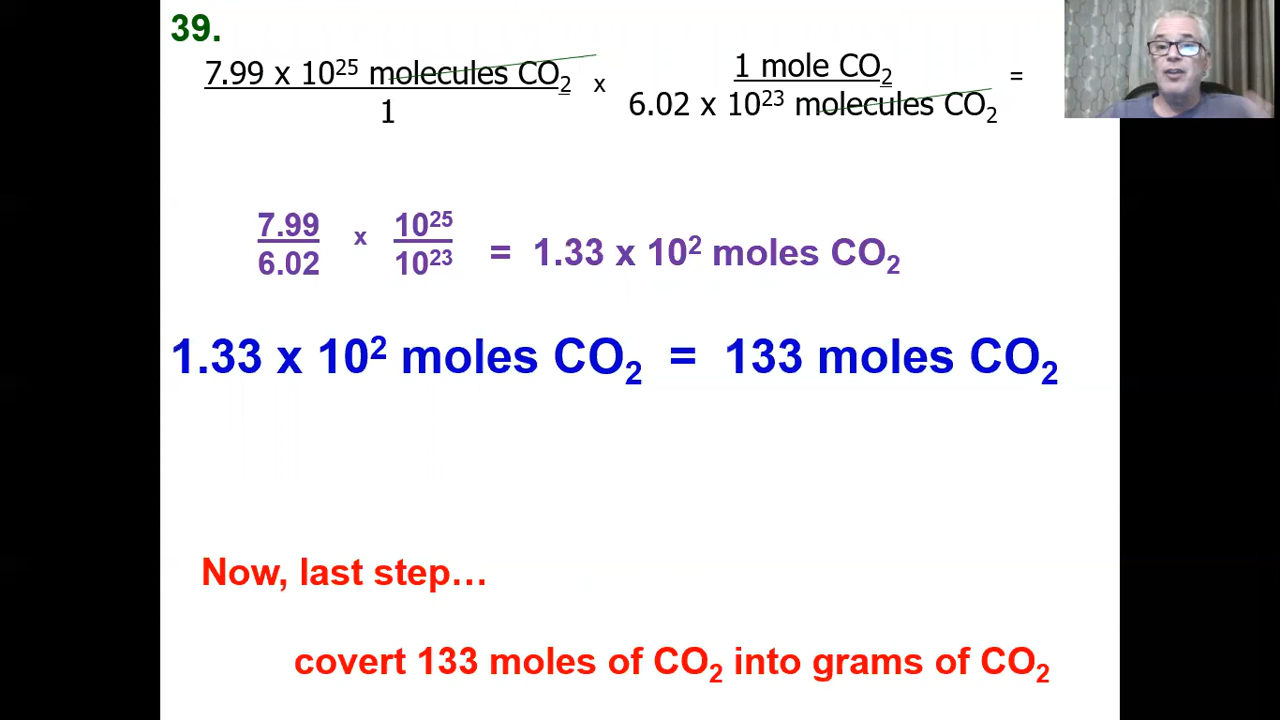 39.
7.99 x 10²⁵ molecules CO₂ x 1 mole CO₂ =
1 6.02 x 10²³ molecules CO₂
7.99 x 10²⁵ = 1.33 x 10² moles CO₂
6.02 10²³
1.33 x 10² moles CO₂ = 133 moles CO₂
Now, last step…
covert 133 moles of CO₂ into grams of CO₂